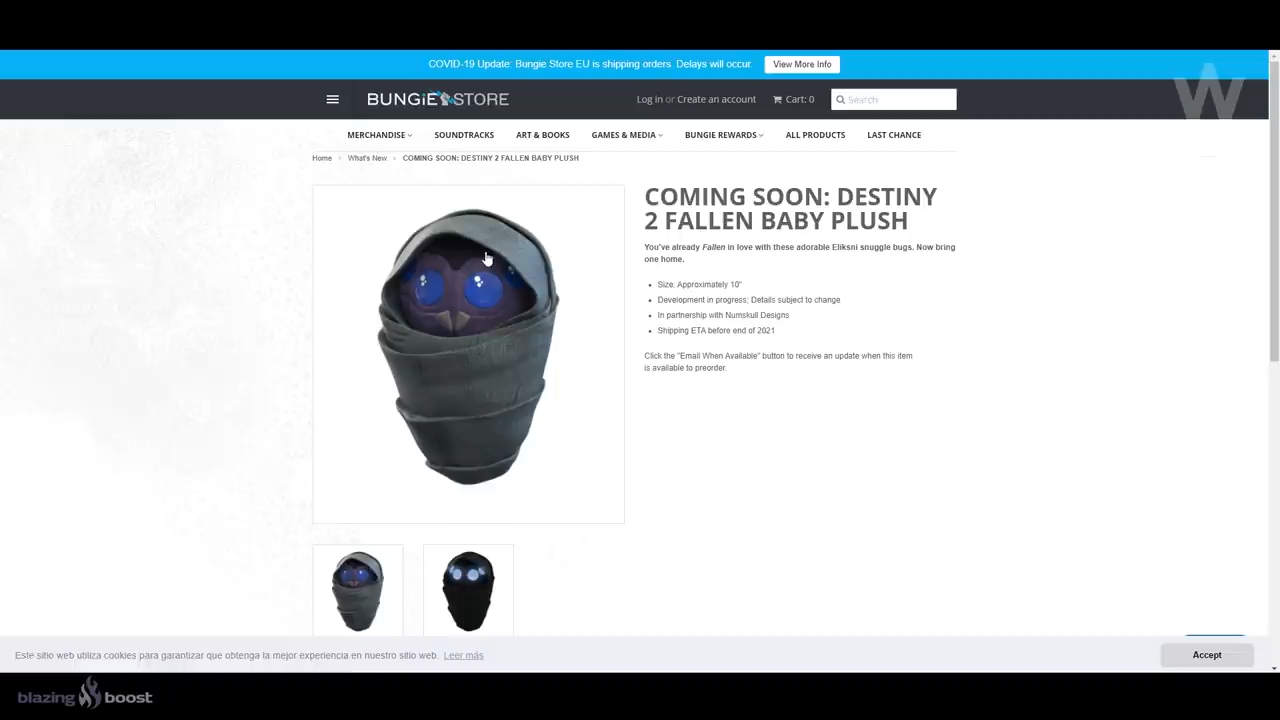 COVID-19 Update: Bungie Store EU is shipping orders. Delays will occur.
View More Info
BUNGiE STORE
Log in or Create an account
Cart: 0
Search
W
MERCHANDISE
SOUNDTRACKS
ART & BOOKS
GAMES & MEDIA
BUNGIE REWARDS
ALL PRODUCTS
LAST CHANCE
Home › What's New › COMING SOON: DESTINY 2 FALLEN BABY PLUSH
COMING SOON: DESTINY
2 FALLEN BABY PLUSH
You've already Fallen in love with these adorable Eliksni snuggle bugs. Now bring
one home.
Size: Approximately 10"
Development in progress; Details subject to change
In partnership with Numskull Designs
Shipping ETA before end of 2021
Click the "Email When Available" button to receive an update when this item
is available to preorder.
Este sitio web utiliza cookies para garantizar que obtenga la mejor experiencia en nuestro sitio web. Leer más
Accept
blazing boost